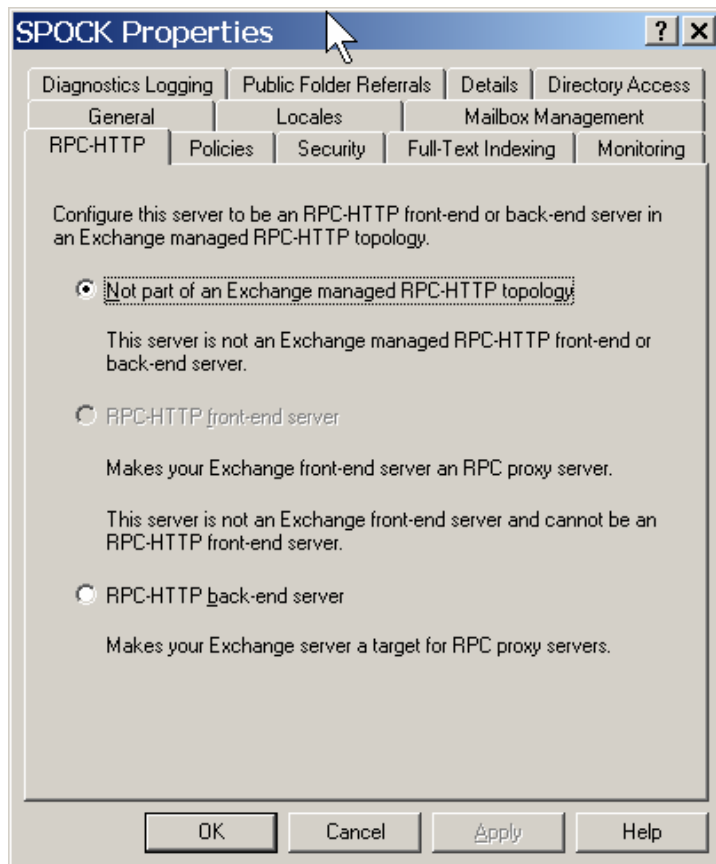 SPOCK Properties
Diagnostics Logging
Public Folder Referrals
Details
Directory Access
General
Locales
Mailbox Management
RPC-HTTP
Policies
Security
Full-Text Indexing
Monitoring
Configure this server to be an RPC-HTTP front-end or back-end server in
an Exchange managed RPC-HTTP topology.
Not part of an Exchange managed RPC-HTTP topology
This server is not an Exchange managed RPC-HTTP front-end or
back-end server.
RPC-HTTP front-end server
Makes your Exchange front-end server an RPC proxy server.
This server is not an Exchange front-end server and cannot be an
RPC-HTTP front-end server.
RPC-HTTP back-end server
Makes your Exchange server a target for RPC proxy servers.
OK
Cancel
Apply
Help